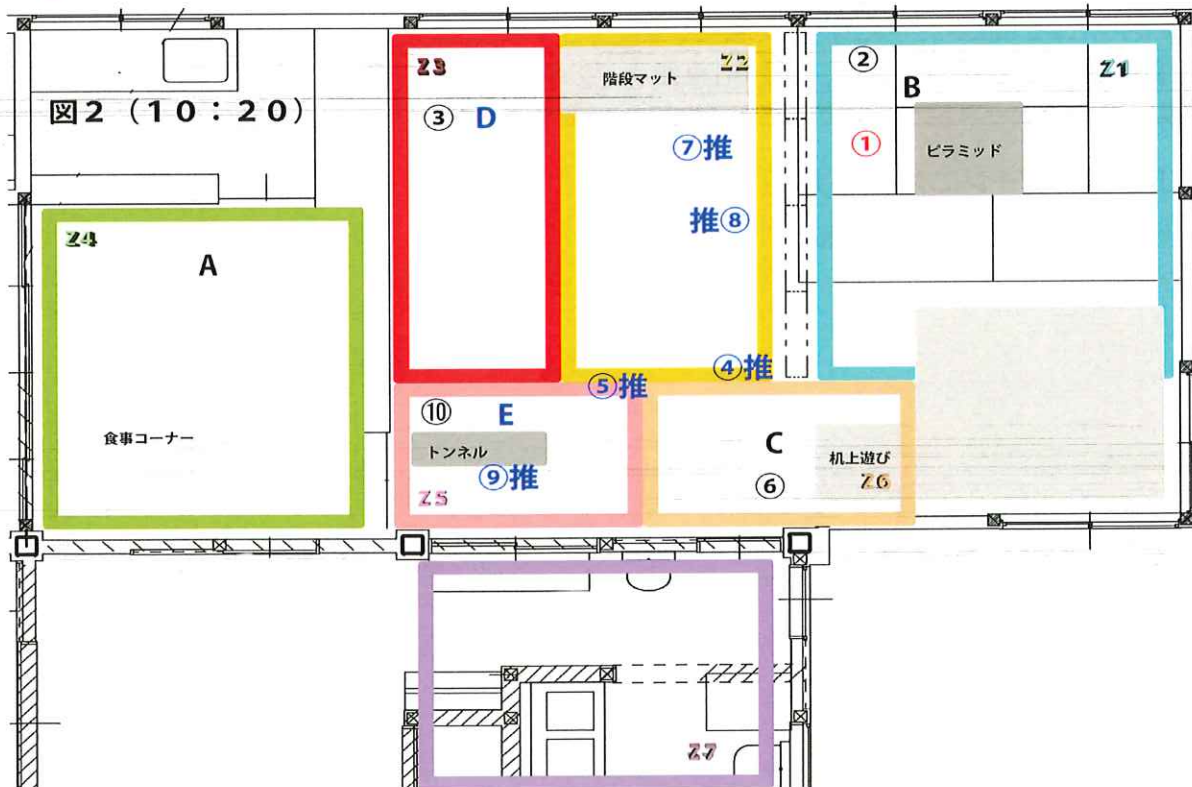 図2（10：20）
Z3
③ D
Z2
階段マット
⑦推
推⑧
④推
⑤推
②
B
Z1
①
ピラミッド
Z4
A
食事コーナー
⑩ E
トンネル
⑨推
Z5
C
⑥
机上遊び
Z6
Z7